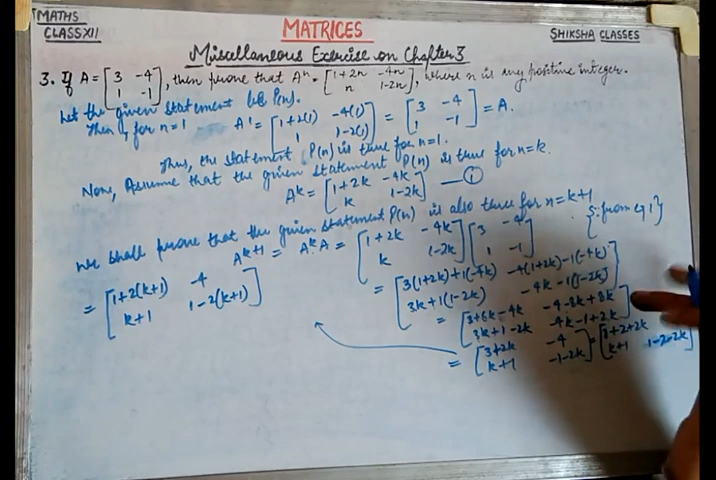 MATHS
CLASS XII
MATRICES
SHIKSHA CLASSES
Miscellaneous Exercise on Chapter 3
3. If A = [3 -4; 1 -1], then prove that Aⁿ = [1+2n -4n; n 1-2n], where n is any positive integer.
Let the given statement be P(n).
Then, for n=1 A¹ = [1+2(1) -4(1); 1 1-2(1)] = [3 -4; 1 -1] = A.
Thus, the statement P(n) is true for n=1.
Now, Assume that the given statement P(n) is true for n=k.
Aᵏ = [1+2k -4k; k 1-2k] — ①
We shall prove that the given statement P(n) is also true for n=k+1
Aᵏ⁺¹ = Aᵏ.A = [1+2k -4k; k 1-2k] [3 -4; 1 -1] {∵ from eq 1}
= [3(1+2k)+1(-4k) -4(1+2k)-1(-4k); 3k+1(1-2k) -4k-1(1-2k)]
= [3+6k-4k -4-8k+8k; 3k+1-2k -4k-1+2k]
= [3+2k -4; k+1 -1-2k] = [1+2+2k; k+1 1-2-2k]
= [1+2(k+1) -4; k+1 1-2(k+1)]